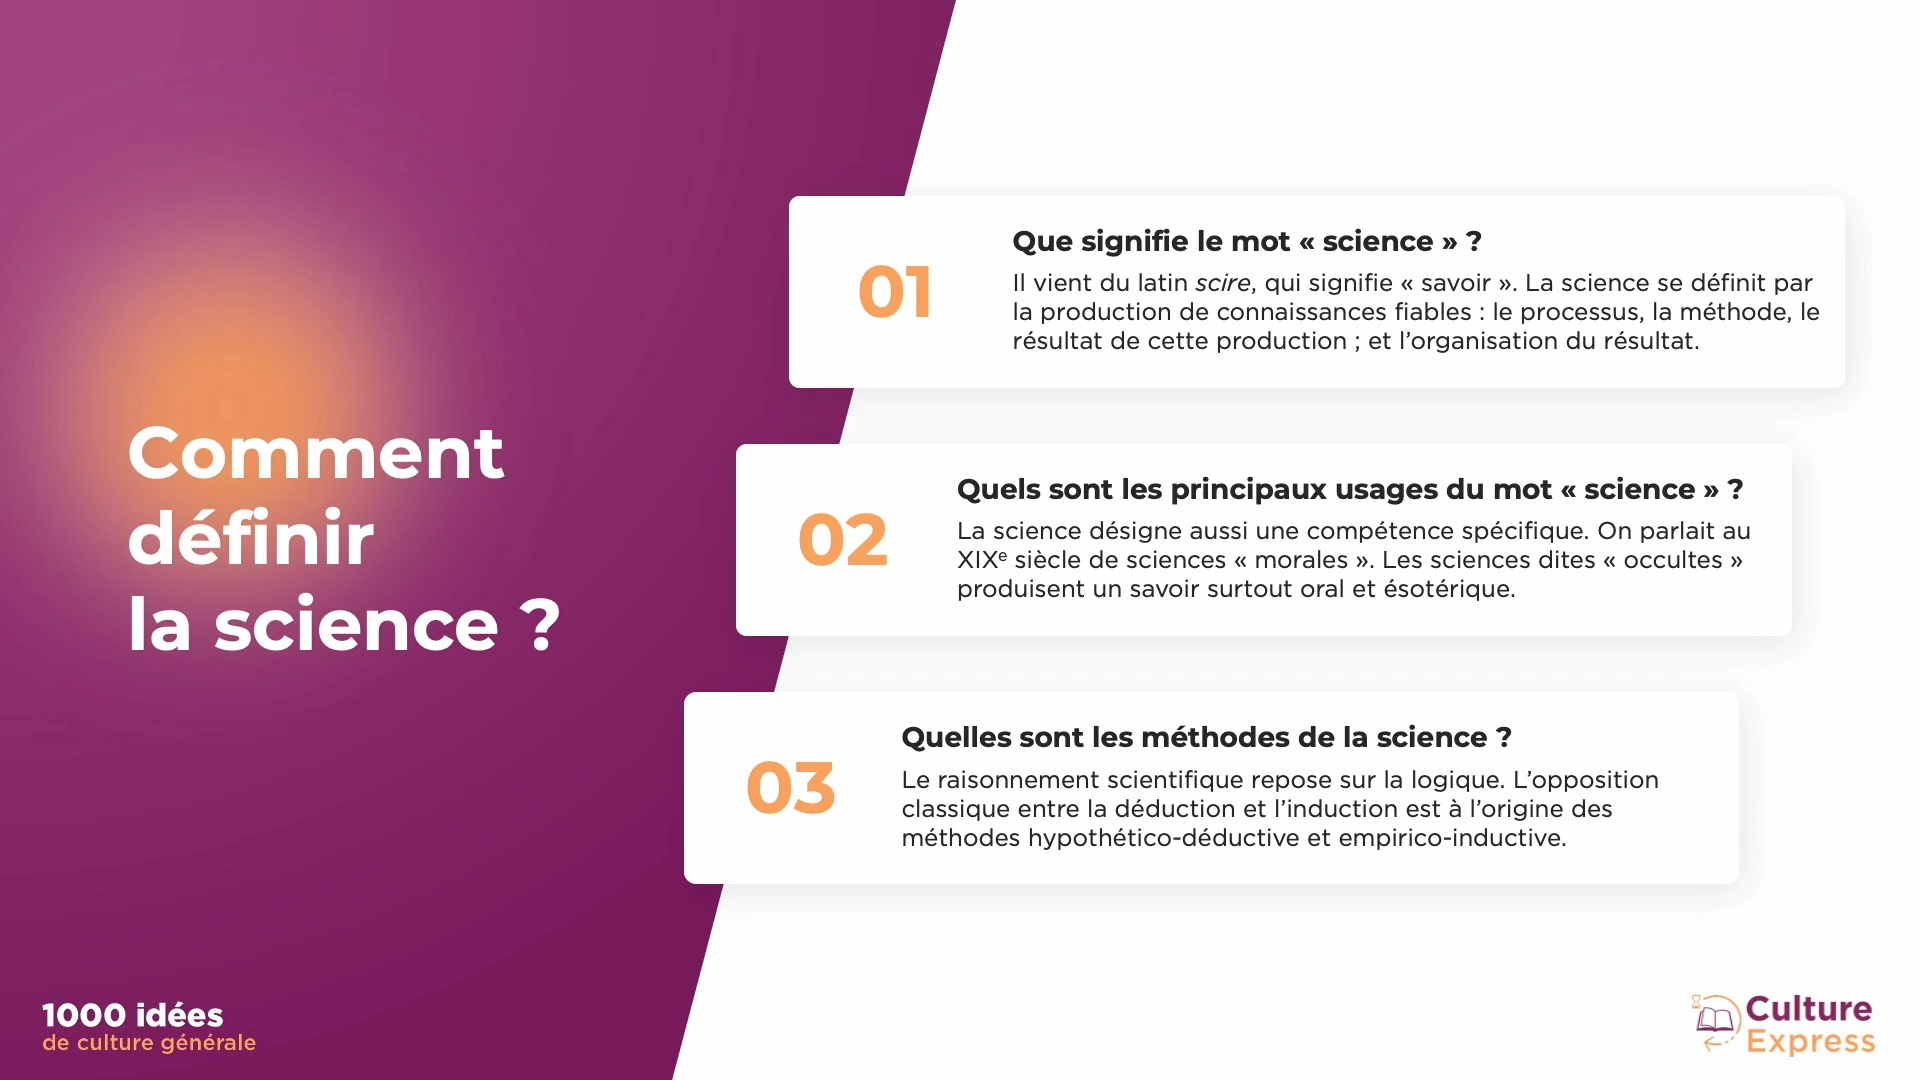 Comment
définir
la science ?
01
Que signifie le mot « science » ?
Il vient du latin scire, qui signifie « savoir ». La science se définit par
la production de connaissances fiables : le processus, la méthode, le
résultat de cette production ; et l’organisation du résultat.
02
Quels sont les principaux usages du mot « science » ?
La science désigne aussi une compétence spécifique. On parlait au
XIXᵉ siècle de sciences « morales ». Les sciences dites « occultes »
produisent un savoir surtout oral et ésotérique.
03
Quelles sont les méthodes de la science ?
Le raisonnement scientifique repose sur la logique. L’opposition
classique entre la déduction et l’induction est à l’origine des
méthodes hypothético-déductive et empirico-inductive.
1000 idées
de culture générale
Culture
Express